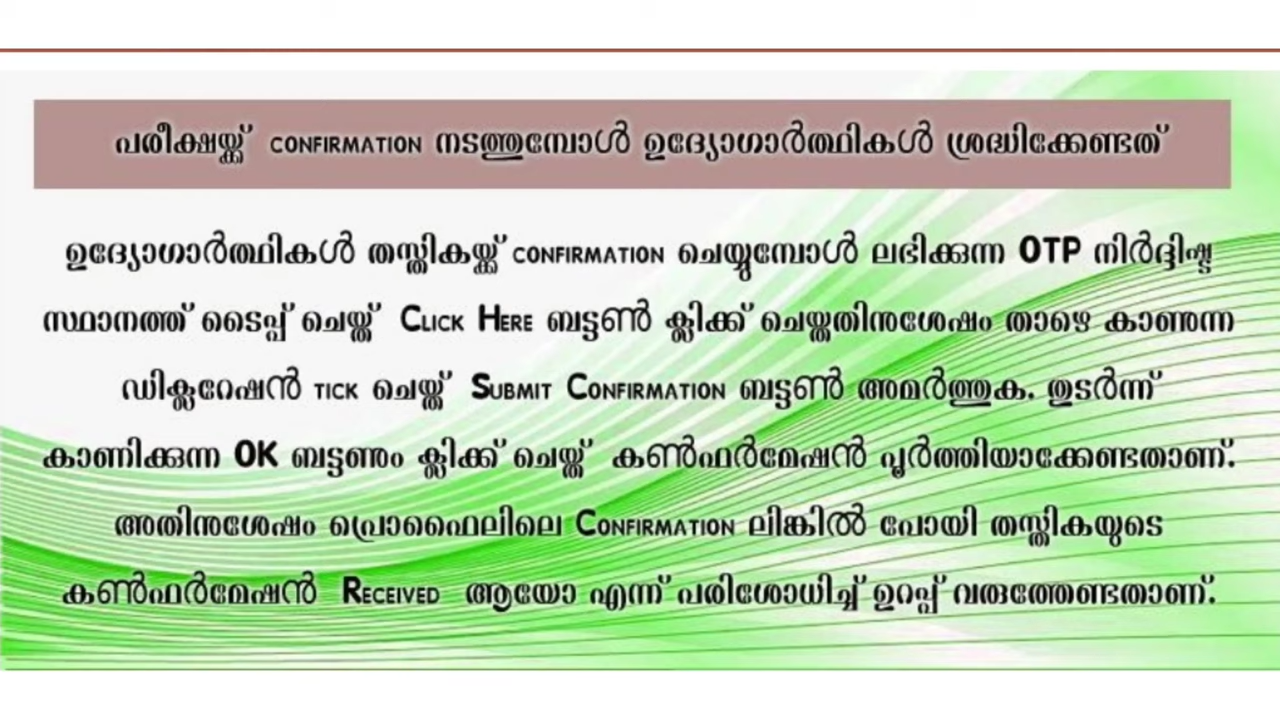 പരീക്ഷയ്ക്ക് CONFIRMATION നടത്തുമ്പോൾ ഉദ്യോഗാർത്ഥികൾ ശ്രദ്ധിക്കേണ്ടത്
ഉദ്യോഗാർത്ഥികൾ തസ്തികയ്ക്ക് CONFIRMATION ചെയ്യുമ്പോൾ ലഭിക്കുന്ന OTP നിർദ്ദിഷ്ട
സ്ഥാനത്ത് ടൈപ്പ് ചെയ്ത് CLICK HERE ബട്ടൺ ക്ലിക്ക് ചെയ്തതിനുശേഷം താഴെ കാണുന്ന
ഡിക്ലറേഷൻ TICK ചെയ്ത് SUBMIT CONFIRMATION ബട്ടൺ അമർത്തുക. തുടർന്ന്
കാണിക്കുന്ന OK ബട്ടണും ക്ലിക്ക് ചെയ്ത് കൺഫർമേഷൻ പൂർത്തിയാക്കേണ്ടതാണ്.
അതിനുശേഷം പ്രൊഫൈലിലെ CONFIRMATION ലിങ്കിൽ പോയി തസ്തികയുടെ
കൺഫർമേഷൻ RECEIVED ആയോ എന്ന് പരിശോധിച്ച് ഉറപ്പ് വരുത്തേണ്ടതാണ്.